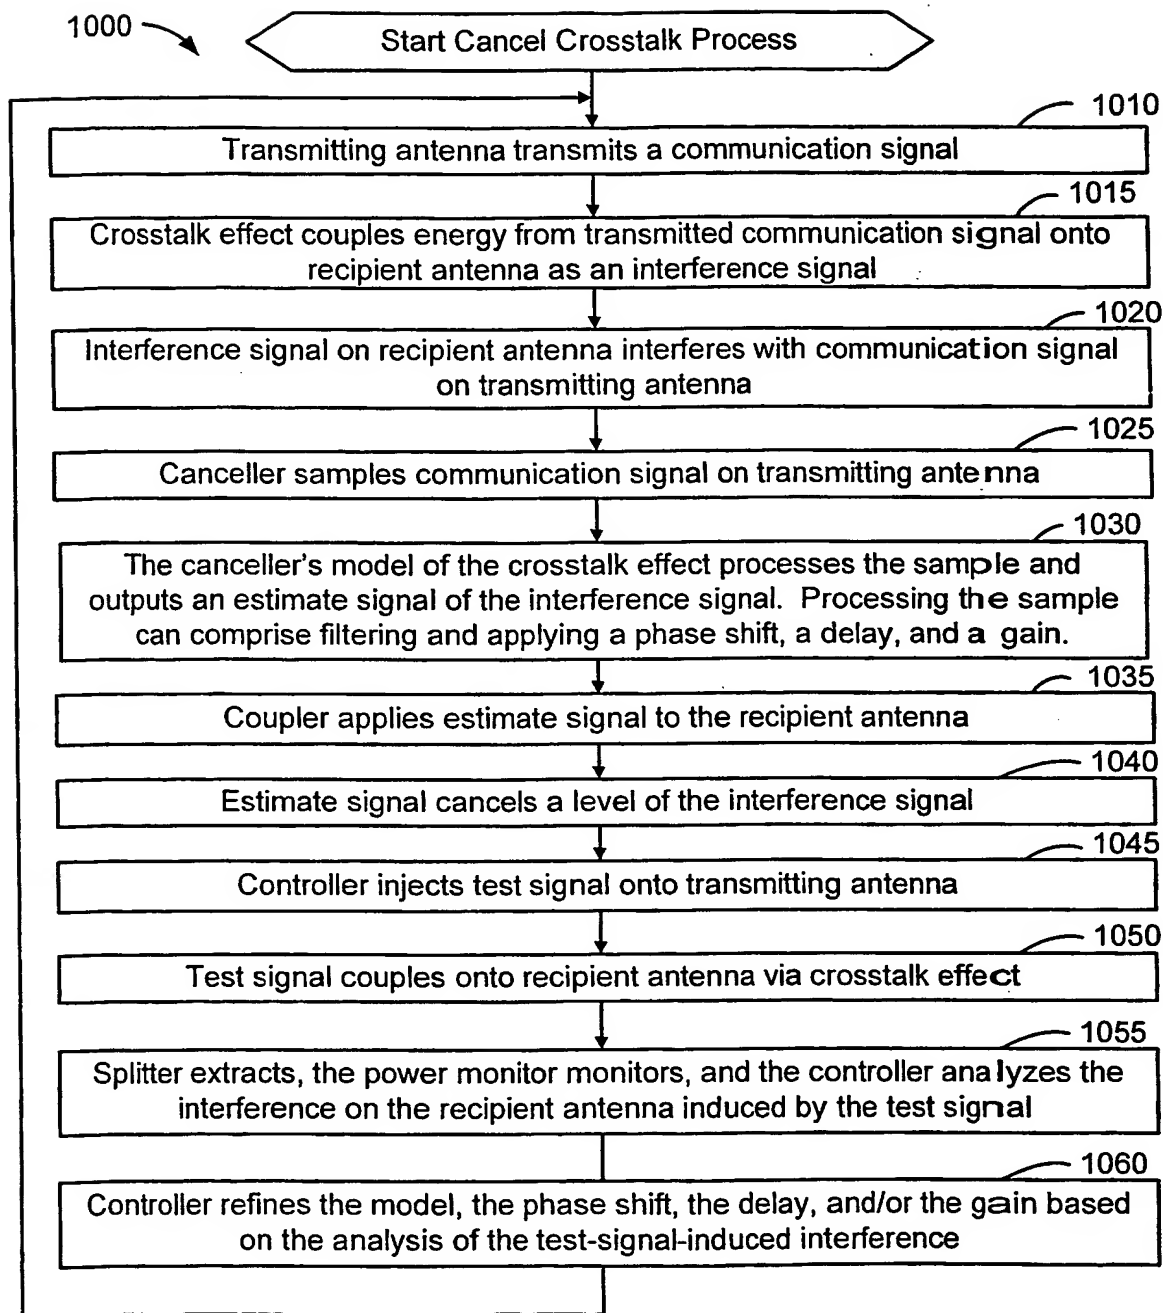 1000
Start Cancel Crosstalk Process
1010
Transmitting antenna transmits a communication signal
1015
Crosstalk effect couples energy from transmitted communication signal onto
recipient antenna as an interference signal
1020
Interference signal on recipient antenna interferes with communication signal
on transmitting antenna
1025
Canceller samples communication signal on transmitting antenna
1030
The canceller's model of the crosstalk effect processes the sample and
outputs an estimate signal of the interference signal. Processing the sample
can comprise filtering and applying a phase shift, a delay, and a gain.
1035
Coupler applies estimate signal to the recipient antenna
1040
Estimate signal cancels a level of the interference signal
1045
Controller injects test signal onto transmitting antenna
1050
Test signal couples onto recipient antenna via crosstalk effect
1055
Splitter extracts, the power monitor monitors, and the controller analyzes the
interference on the recipient antenna induced by the test signal
1060
Controller refines the model, the phase shift, the delay, and/or the gain based
on the analysis of the test-signal-induced interference